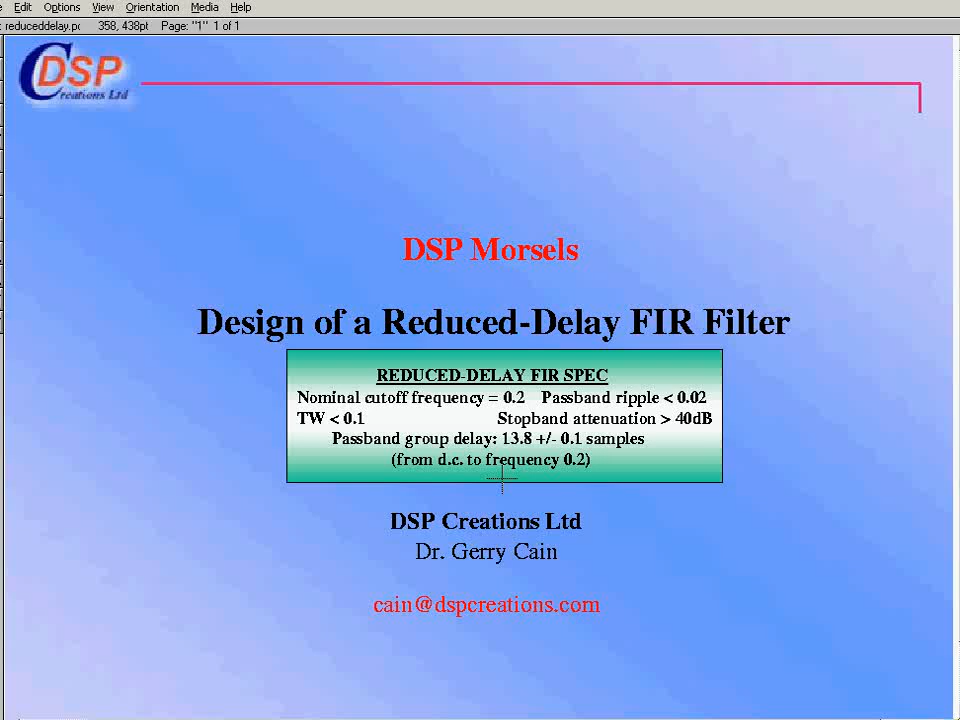 Edit Options View Orientation Media Help
reduceddelay.pc 358, 438pt Page: "1" 1 of 1
DSP
Creations Ltd
DSP Morsels
Design of a Reduced-Delay FIR Filter
REDUCED-DELAY FIR SPEC
Nominal cutoff frequency = 0.2 Passband ripple < 0.02
TW < 0.1 Stopband attenuation > 40dB
Passband group delay: 13.8 +/- 0.1 samples
(from d.c. to frequency 0.2)
DSP Creations Ltd
Dr. Gerry Cain
cain@dspcreations.com